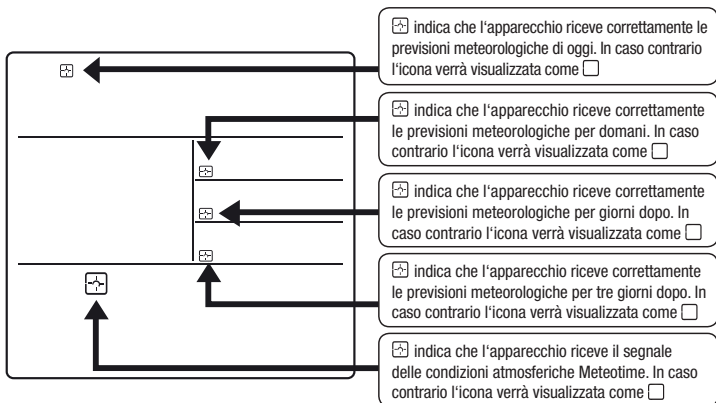 indica che l'apparecchio riceve correttamente le
previsioni meteorologiche di oggi. In caso contrario
l'icona verrà visualizzata come
indica che l'apparecchio riceve correttamente
le previsioni meteorologiche per domani. In caso
contrario l'icona verrà visualizzata come
indica che l'apparecchio riceve correttamente
le previsioni meteorologiche per giorni dopo. In
caso contrario l'icona verrà visualizzata come
indica che l'apparecchio riceve correttamente
le previsioni meteorologiche per tre giorni dopo. In
caso contrario l'icona verrà visualizzata come
indica che l'apparecchio riceve il segnale
delle condizioni atmosferiche Meteotime. In caso
contrario l'icona verrà visualizzata come